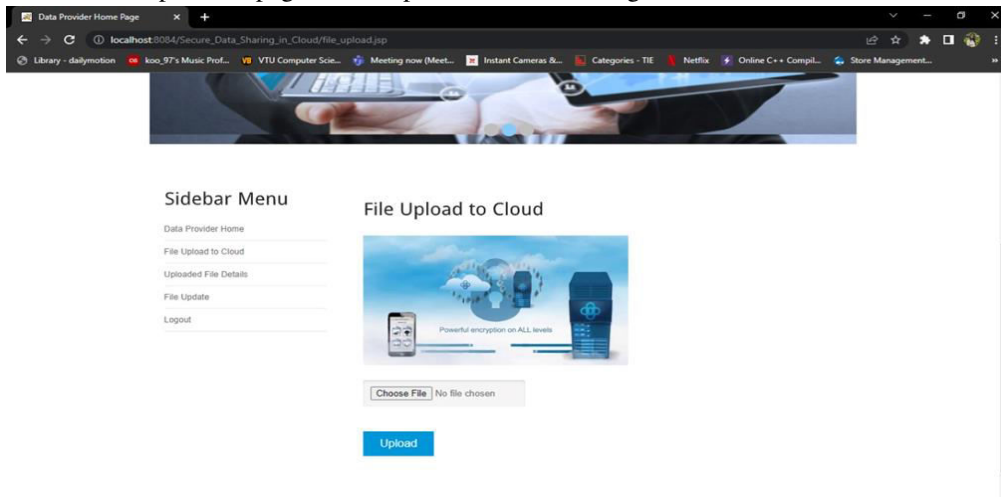 Data Provider Home Page
localhost:8084/Secure_Data_Sharing_in_Cloud/file_upload.jsp
Library - dailymotion
koo_97's Music Prof...
VTU Computer Scie...
Meeting now (Meet...
Instant Cameras &...
Categories - TIE
Netflix
Online C++ Compil...
Store Management...
Sidebar Menu
Data Provider Home
File Upload to Cloud
Uploaded File Details
File Update
Logout
File Upload to Cloud
Powerful encryption on ALL levels
Choose File No file chosen
Upload